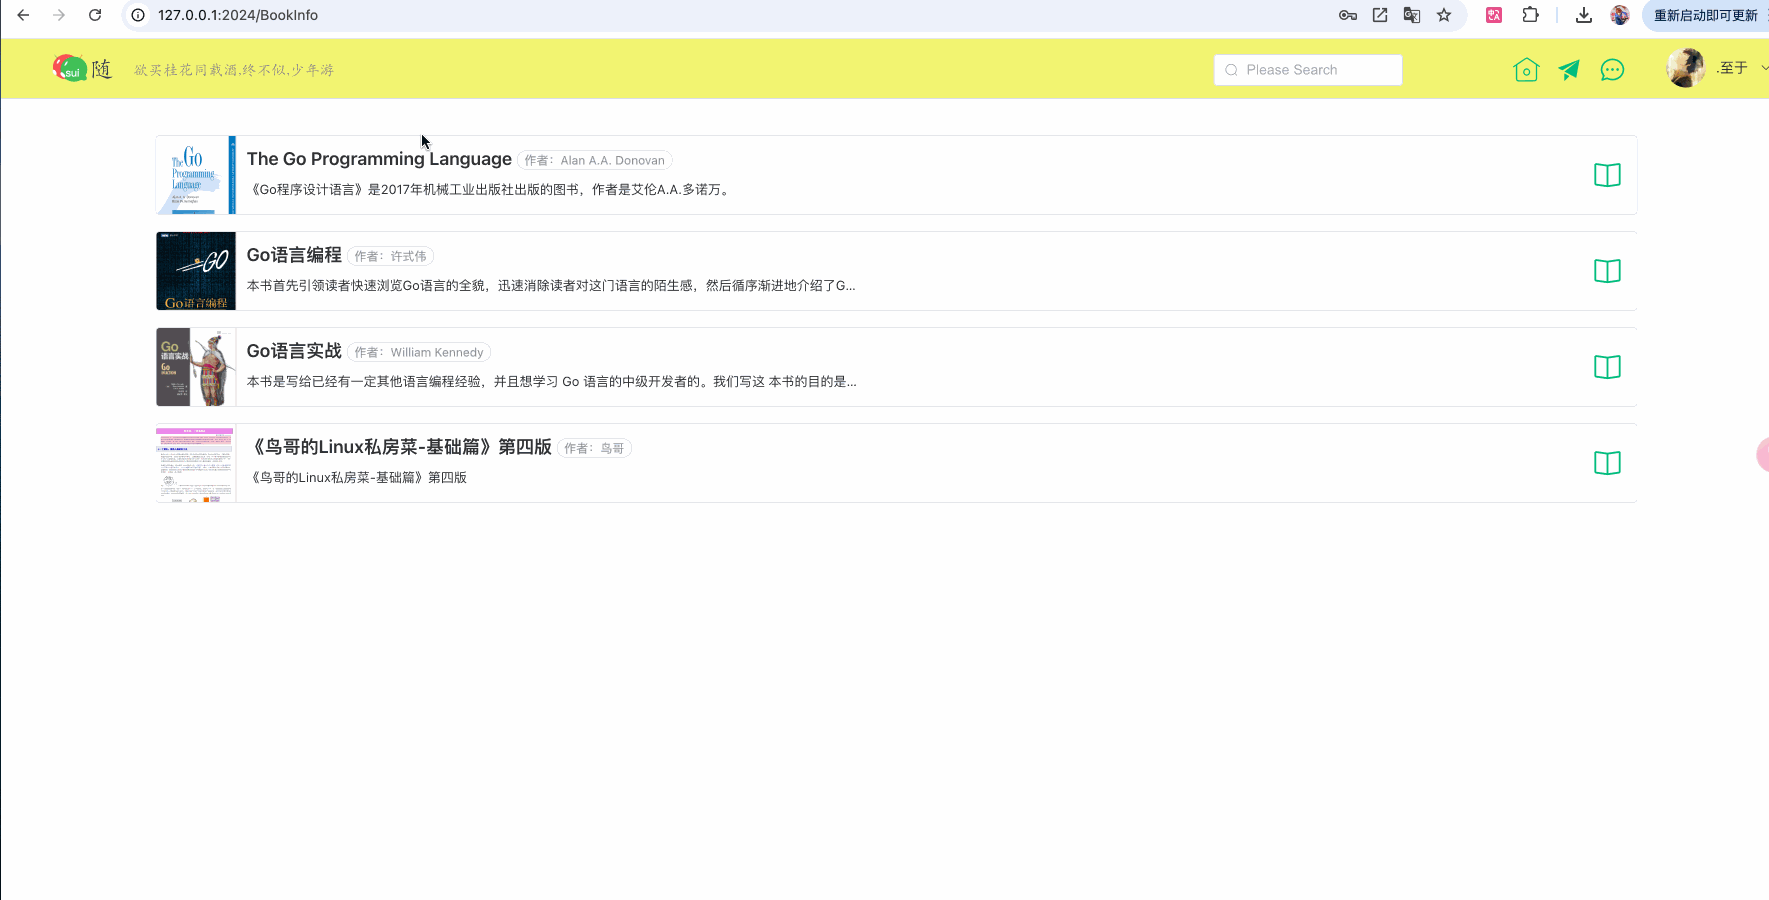 127.0.0.1:2024/BookInfo
重新启动即可更新
sui 随
欲买桂花同载酒,终不似,少年游
Please Search
.至于
The Go Programming Language
作者：Alan A.A. Donovan
《Go程序设计语言》是2017年机械工业出版社出版的图书，作者是艾伦A.A.多诺万。
The Go
Programming
Language
Go语言编程
作者：许式伟
本书首先引领读者快速浏览Go语言的全貌，迅速消除读者对这门语言的陌生感，然后循序渐进地介绍了G...
GO
Go语言编程
Go语言实战
作者：William Kennedy
本书是写给已经有一定其他语言编程经验，并且想学习 Go 语言的中级开发者的。我们写这 本书的目的是...
Go
语言实战
《鸟哥的Linux私房菜-基础篇》第四版
作者：鸟哥
《鸟哥的Linux私房菜-基础篇》第四版